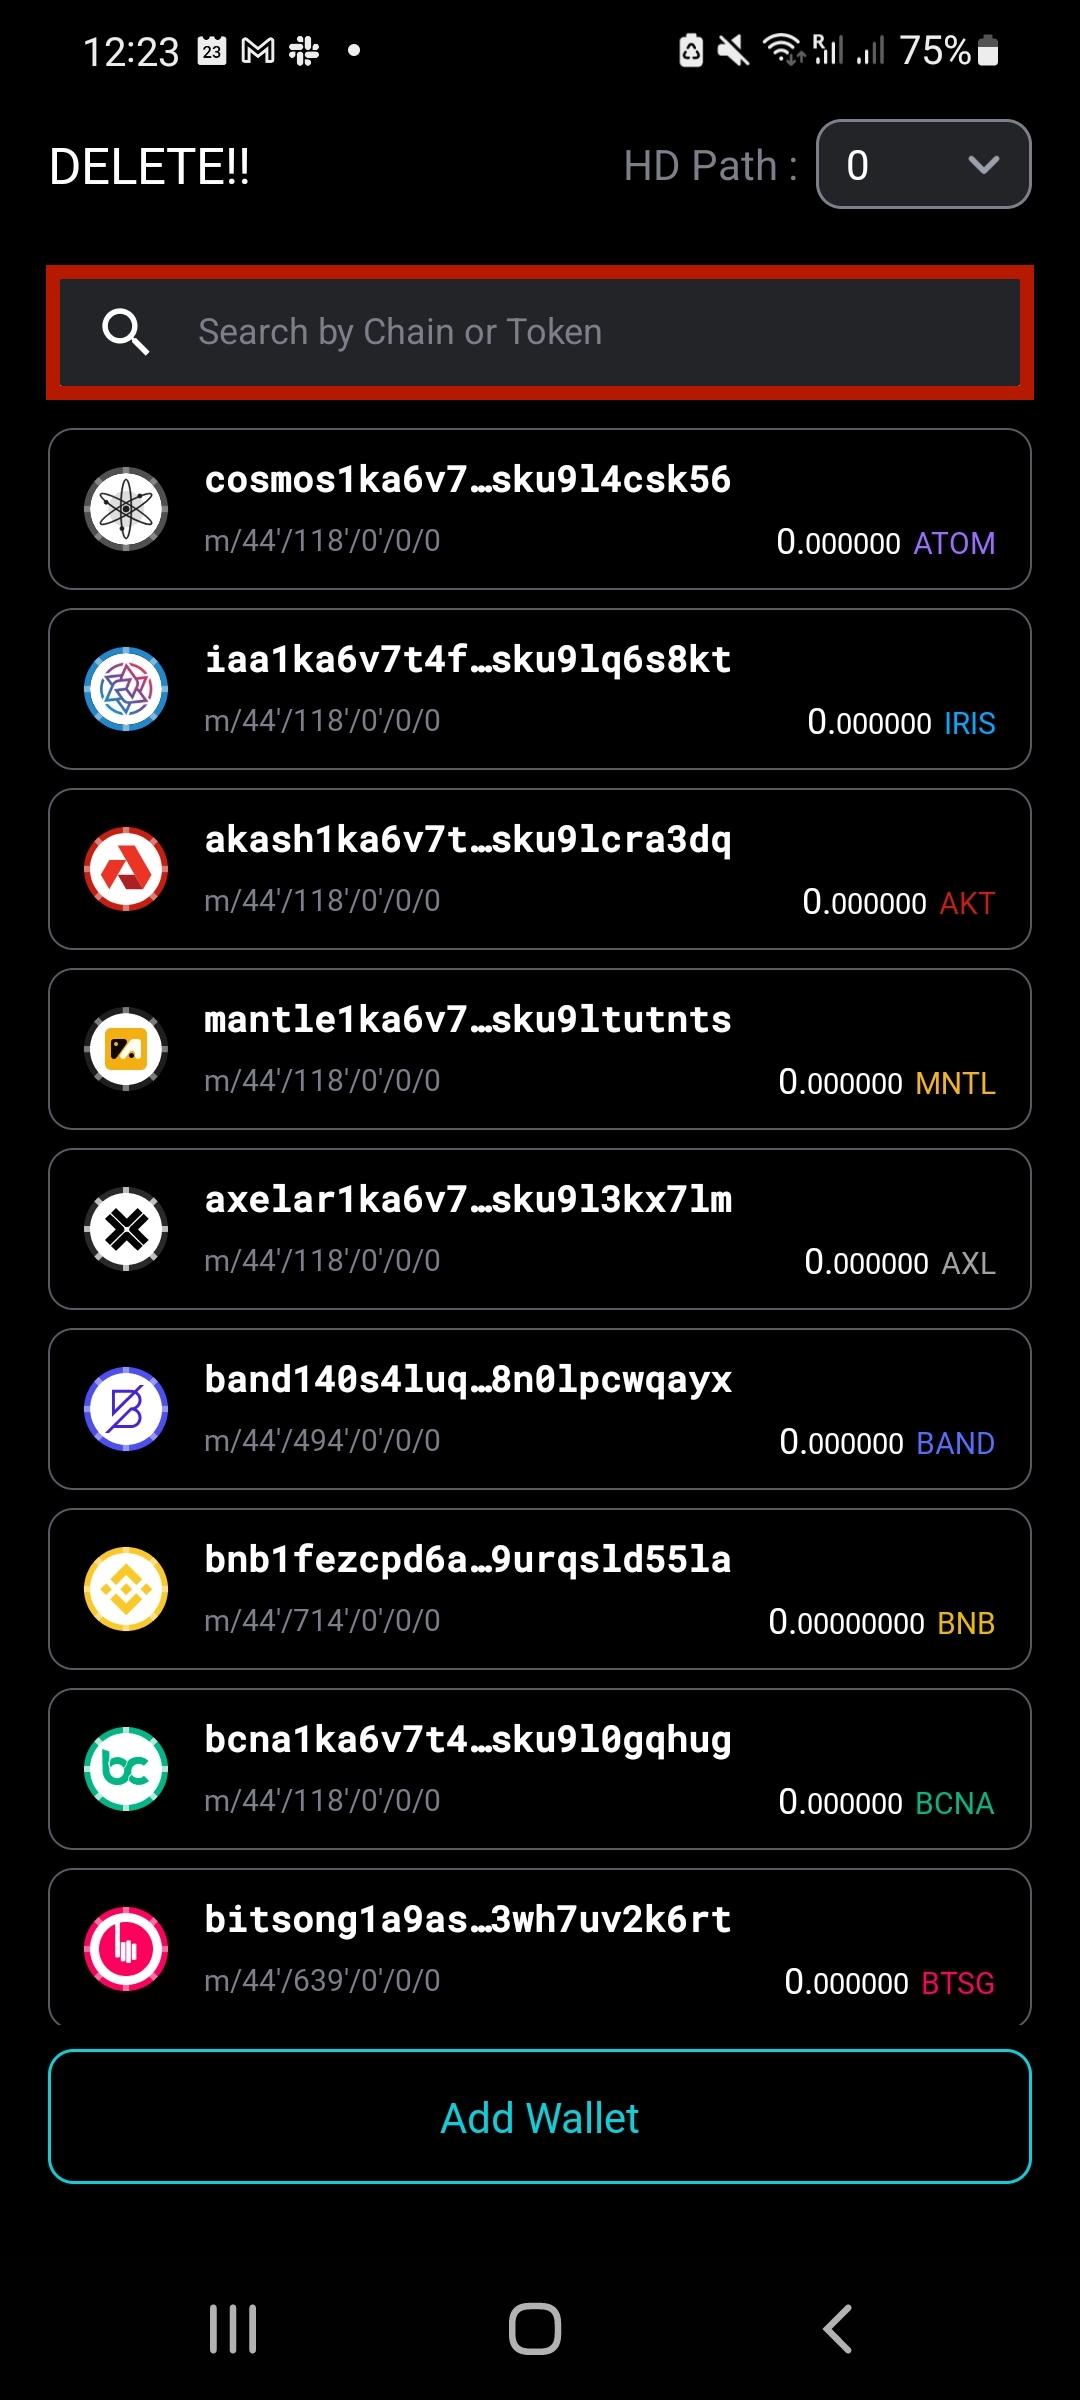 12:23 23 R 75%
DELETE!! HD Path : 0
Search by Chain or Token
cosmos1ka6v7…sku9l4csk56
m/44'/118'/0'/0/0 0.000000 ATOM
iaa1ka6v7t4f…sku9lq6s8kt
m/44'/118'/0'/0/0 0.000000 IRIS
akash1ka6v7t…sku9lcra3dq
m/44'/118'/0'/0/0 0.000000 AKT
mantle1ka6v7…sku9ltutnts
m/44'/118'/0'/0/0 0.000000 MNTL
axelar1ka6v7…sku9l3kx7lm
m/44'/118'/0'/0/0 0.000000 AXL
band140s4luq…8n0lpcwqayx
m/44'/494'/0'/0/0 0.000000 BAND
bnb1fezcpd6a…9urqsld55la
m/44'/714'/0'/0/0 0.00000000 BNB
bcna1ka6v7t4…sku9l0gqhug
m/44'/118'/0'/0/0 0.000000 BCNA
bitsong1a9as…3wh7uv2k6rt
m/44'/639'/0'/0/0 0.000000 BTSG
Add Wallet